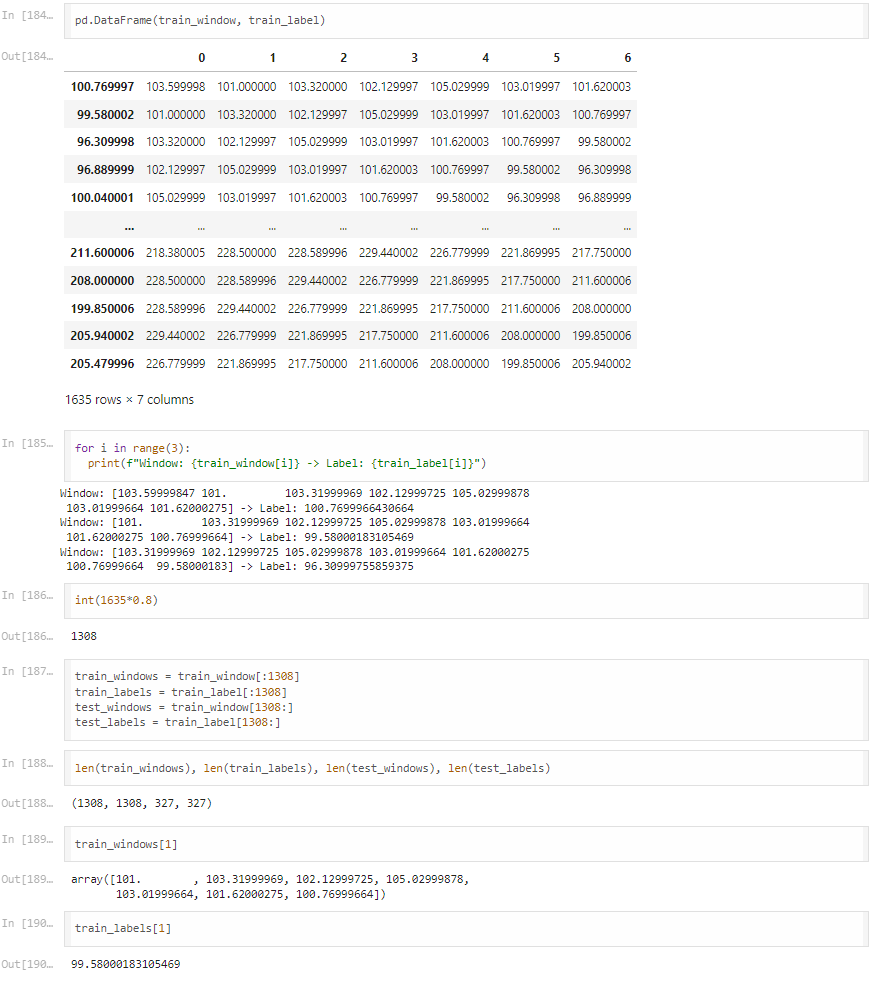 In [184…
pd.DataFrame(train_window, train_label)
Out[184…
0 1 2 3 4 5 6
100.769997 103.599998 101.000000 103.320000 102.129997 105.029999 103.019997 101.620003
99.580002 101.000000 103.320000 102.129997 105.029999 103.019997 101.620003 100.769997
96.309998 103.320000 102.129997 105.029999 103.019997 101.620003 100.769997 99.580002
96.889999 102.129997 105.029999 103.019997 101.620003 100.769997 99.580002 96.309998
100.040001 105.029999 103.019997 101.620003 100.769997 99.580002 96.309998 96.889999
... ... ... ... ... ... ... ...
211.600006 218.380005 228.500000 228.589996 229.440002 226.779999 221.869995 217.750000
208.000000 228.500000 228.589996 229.440002 226.779999 221.869995 217.750000 211.600006
199.850006 228.589996 229.440002 226.779999 221.869995 217.750000 211.600006 208.000000
205.940002 229.440002 226.779999 221.869995 217.750000 211.600006 208.000000 199.850006
205.479996 226.779999 221.869995 217.750000 211.600006 208.000000 199.850006 205.940002
1635 rows × 7 columns
In [185…
for i in range(3):
print(f"Window: {train_window[i]} -> Label: {train_label[i]}")
Window: [103.59999847 101. 103.31999969 102.12999725 105.02999878
103.01999664 101.62000275] -> Label: 100.7699966430664
Window: [101. 103.31999969 102.12999725 105.02999878 103.01999664
101.62000275 100.76999664] -> Label: 99.58000183105469
Window: [103.31999969 102.12999725 105.02999878 103.01999664 101.62000275
100.76999664 99.58000183] -> Label: 96.30999755859375
In [186…
int(1635*0.8)
Out[186…
1308
In [187…
train_windows = train_window[:1308]
train_labels = train_label[:1308]
test_windows = train_window[1308:]
test_labels = train_label[1308:]
In [188…
len(train_windows), len(train_labels), len(test_windows), len(test_labels)
Out[188…
(1308, 1308, 327, 327)
In [189…
train_windows[1]
Out[189…
array([101. , 103.31999969, 102.12999725, 105.02999878,
103.01999664, 101.62000275, 100.76999664])
In [190…
train_labels[1]
Out[190…
99.58000183105469